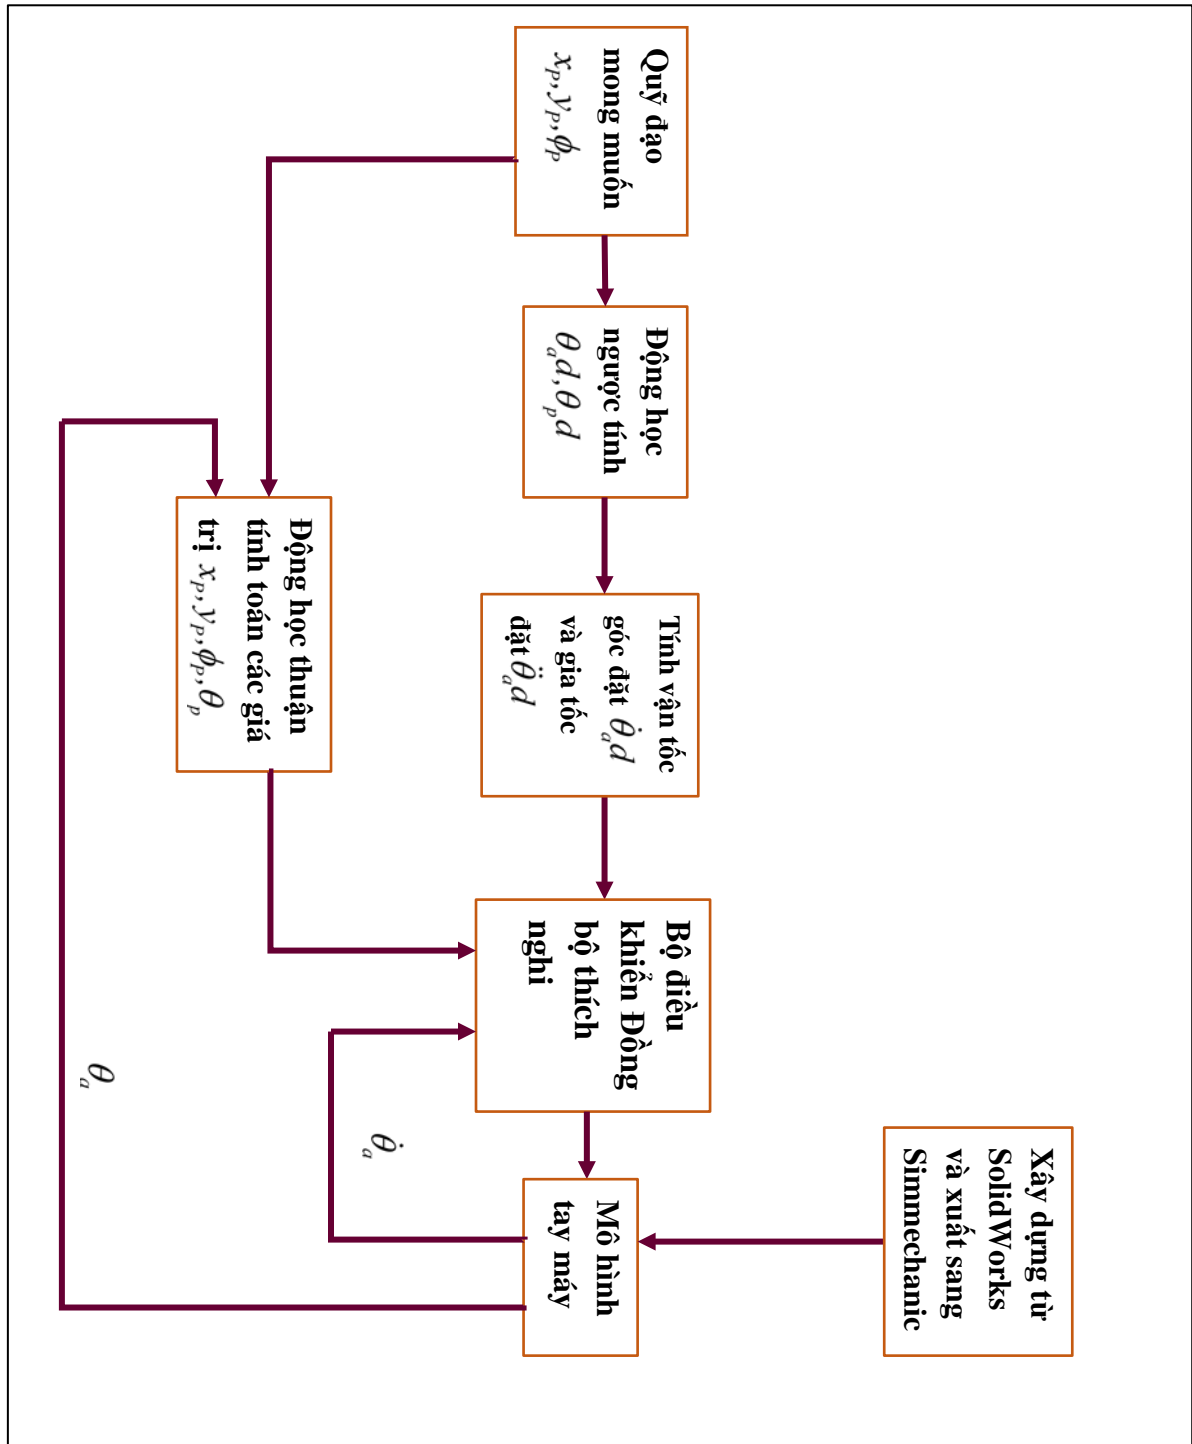 Xây dựng từ
SolidWorks
và xuất sang
Simmechanic
Quỹ đạo
mong muốn
x_P, y_P, ϕ_P
Động học
ngược tính
θ_a d, θ_p d
Tính vận tốc
góc đặt θ̇_a d
và gia tốc
đặt θ̈_a d
Bộ điều
khiển Đồng
bộ thích
nghi
Mô hình
tay máy
θ̇_a
Động học thuận
tính toán các giá
trị x_P, y_P, ϕ_P, θ_p
θ_a